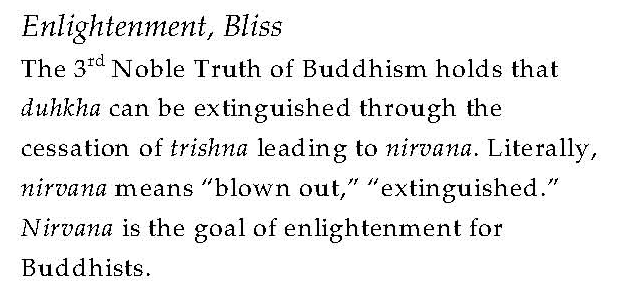 Enlightenment, Bliss
The 3rd Noble Truth of Buddhism holds that
duhkha can be extinguished through the
cessation of trishna leading to nirvana. Literally,
nirvana means “blown out,” “extinguished.”
Nirvana is the goal of enlightenment for
Buddhists.